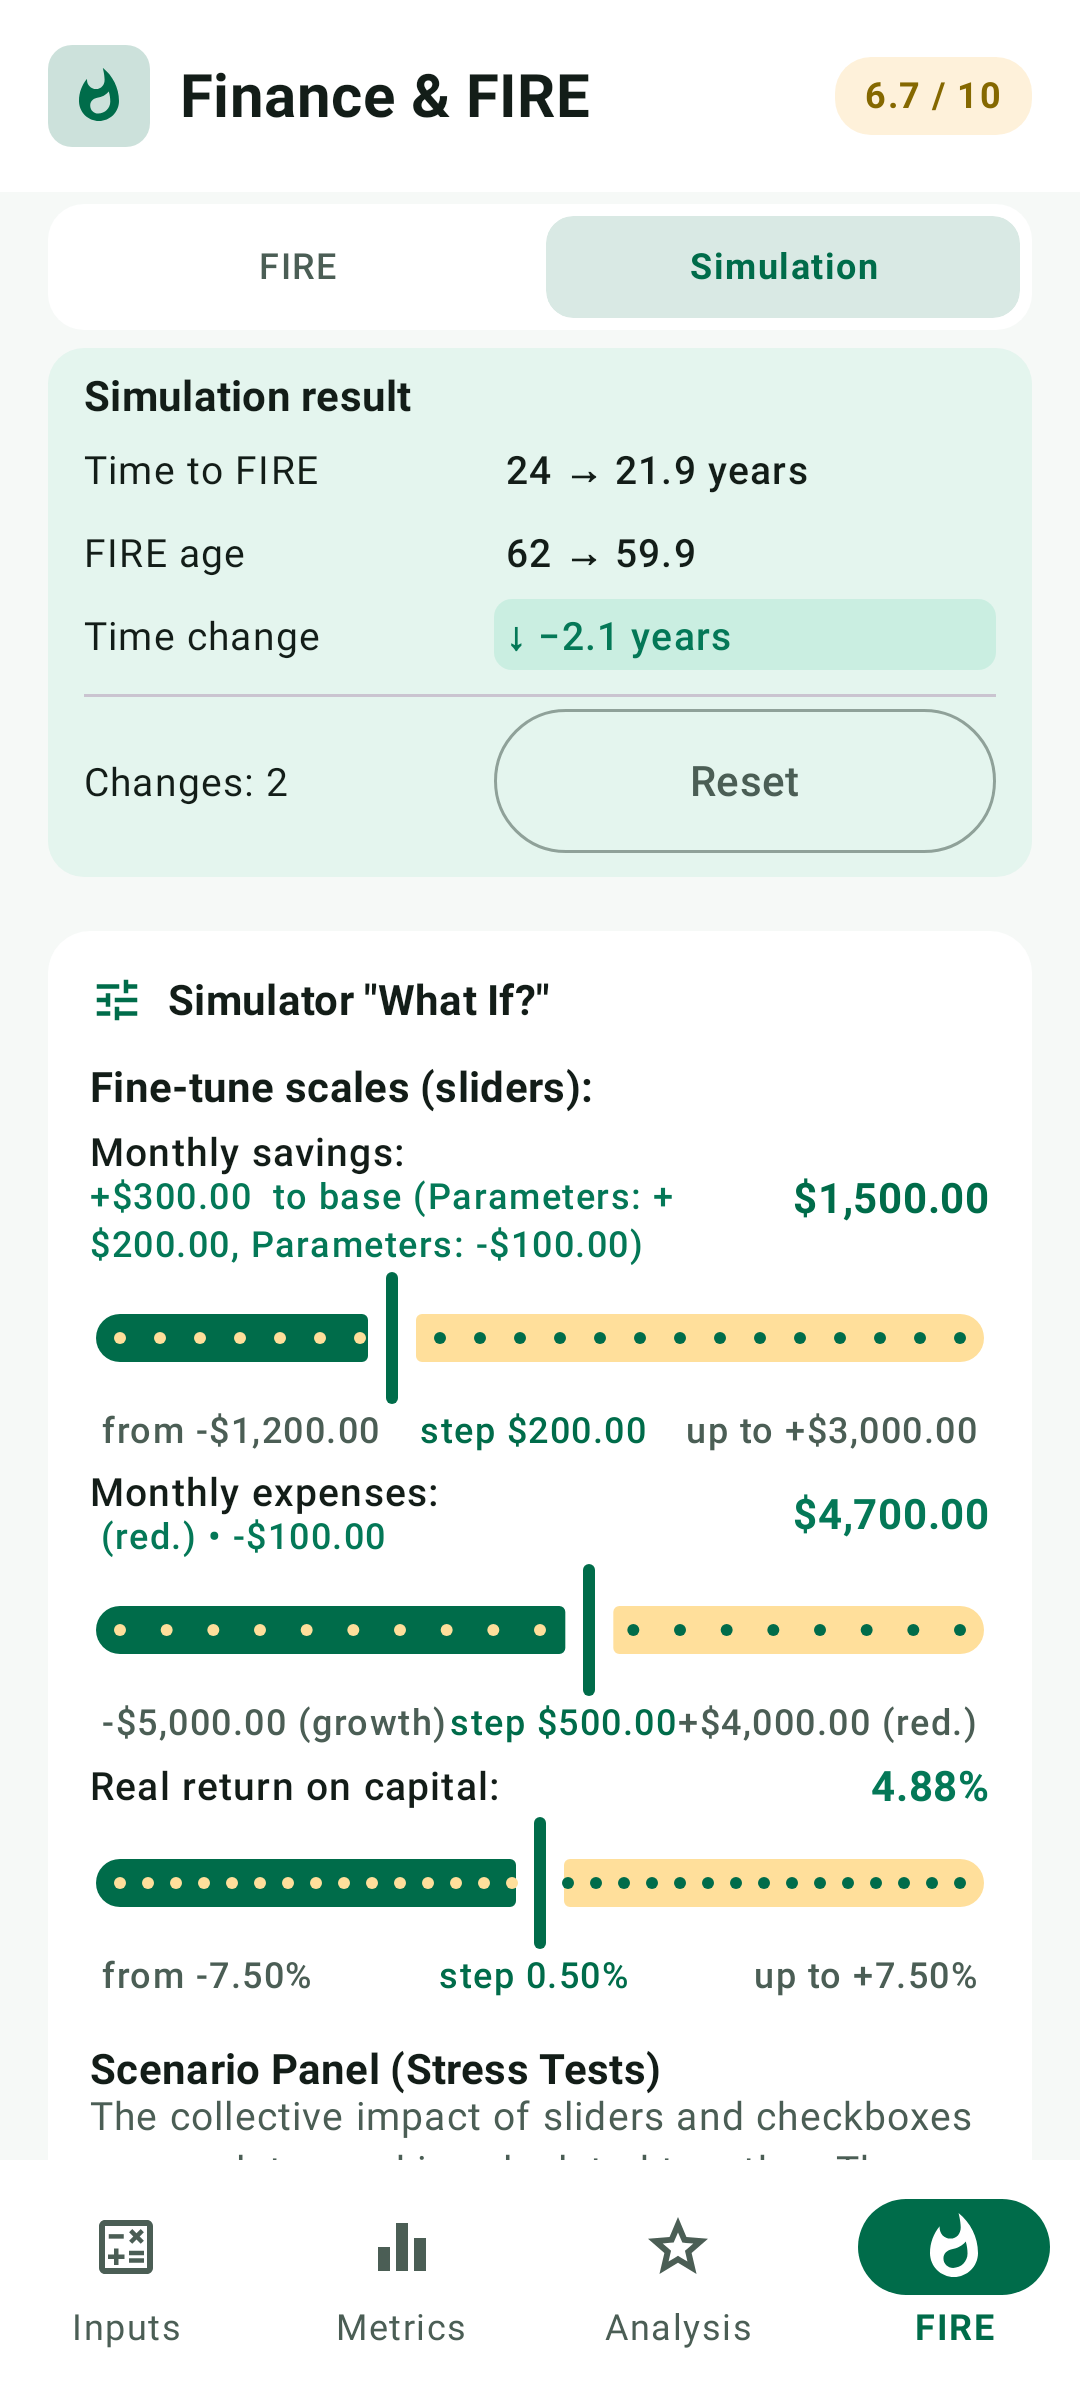 Finance & FIRE
6.7 / 10
FIRE
Simulation
Simulation result
Time to FIRE
24 → 21.9 years
FIRE age
62 → 59.9
Time change
↓ −2.1 years
Changes: 2
Reset
Simulator "What If?"
Fine-tune scales (sliders):
Monthly savings:
+$300.00  to base (Parameters: +
$200.00, Parameters: -$100.00)
$1,500.00
from -$1,200.00
step $200.00
up to +$3,000.00
Monthly expenses:
(red.) • -$100.00
$4,700.00
-$5,000.00 (growth)
step $500.00
+$4,000.00 (red.)
Real return on capital:
4.88%
from -7.50%
step 0.50%
up to +7.50%
Scenario Panel (Stress Tests)
The collective impact of sliders and checkboxes
Inputs
Metrics
Analysis
FIRE